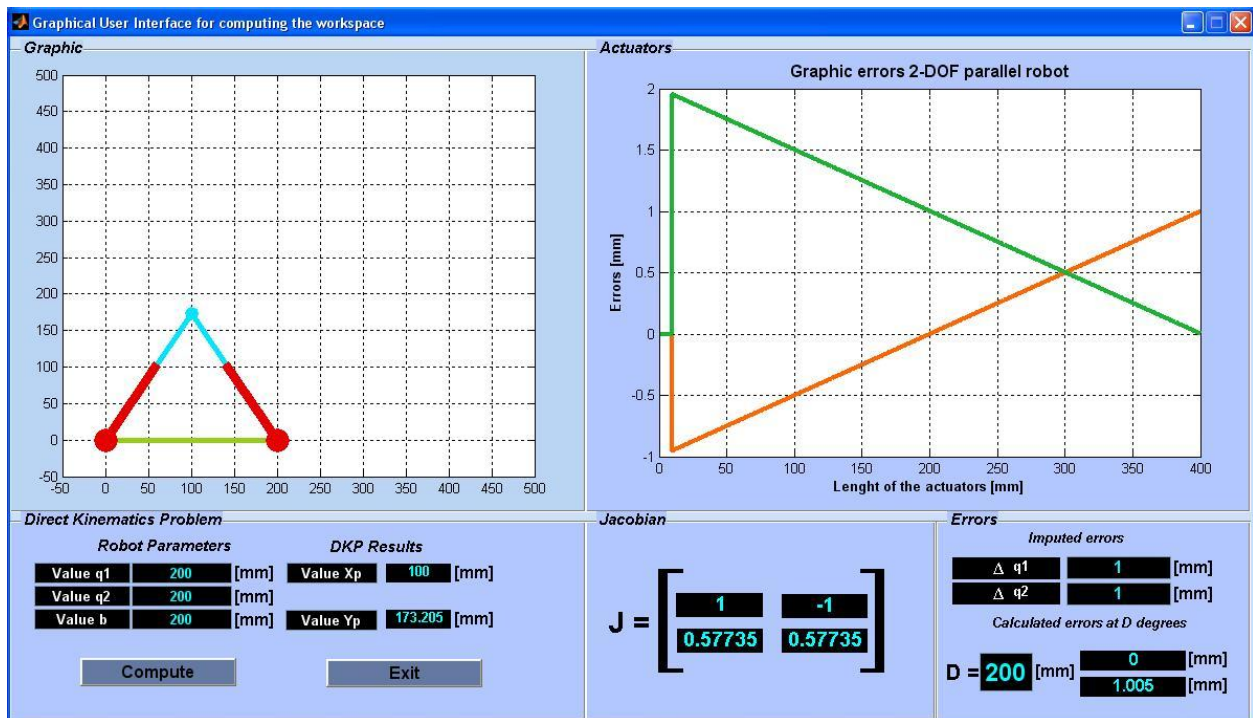 Graphical User Interface for computing the workspace
Graphic
500
450
400
350
300
250
200
150
100
50
0
-50
-50 0 50 100 150 200 250 300 350 400 450 500
Actuators
Graphic errors 2-DOF parallel robot
2
1.5
1
0.5
0
-0.5
-1
Errors [mm]
0 50 100 150 200 250 300 350 400
Lenght of the actuators [mm]
Direct Kinematics Problem
Robot Parameters
Value q1 200 [mm]
Value q2 200 [mm]
Value b 200 [mm]
DKP Results
Value Xp 100 [mm]
Value Yp 173.205 [mm]
Compute
Exit
Jacobian
J =
1 -1
0.57735 0.57735
Errors
Imputed errors
Δ q1 1 [mm]
Δ q2 1 [mm]
Calculated errors at D degrees
D = 200 [mm]
0 [mm]
1.005 [mm]